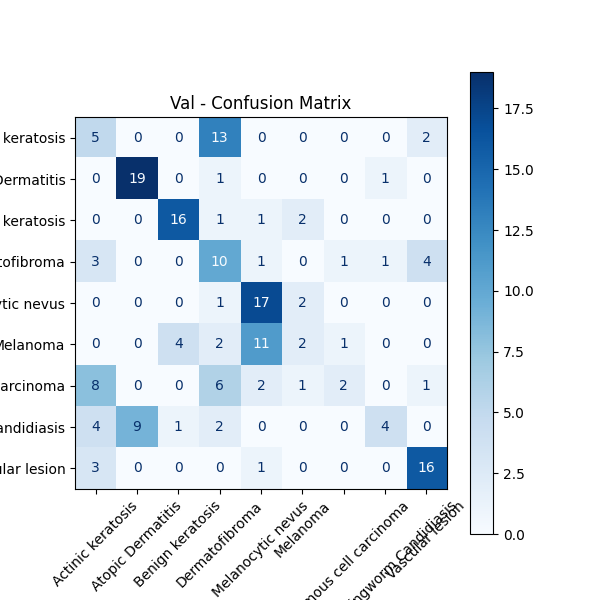 Val - Confusion Matrix
keratosis 5 0 0 13 0 0 0 0 2
Dermatitis 0 19 0 1 0 0 0 1 0
keratosis 0 0 16 1 1 2 0 0 0
tofibroma 3 0 0 10 1 0 1 1 4
ytic nevus 0 0 0 1 17 2 0 0 0
Melanoma 0 0 4 2 11 2 1 0 0
arcinoma 8 0 0 6 2 1 2 0 1
andidiasis 4 9 1 2 0 0 0 4 0
ular lesion 3 0 0 0 1 0 0 0 16
Actinic keratosis
Atopic Dermatitis
Benign keratosis
Dermatofibroma
Melanocytic nevus
Melanoma
mous cell carcinoma
ngworm Candidiasis
Vascular lesion
17.5
15.0
12.5
10.0
7.5
5.0
2.5
0.0